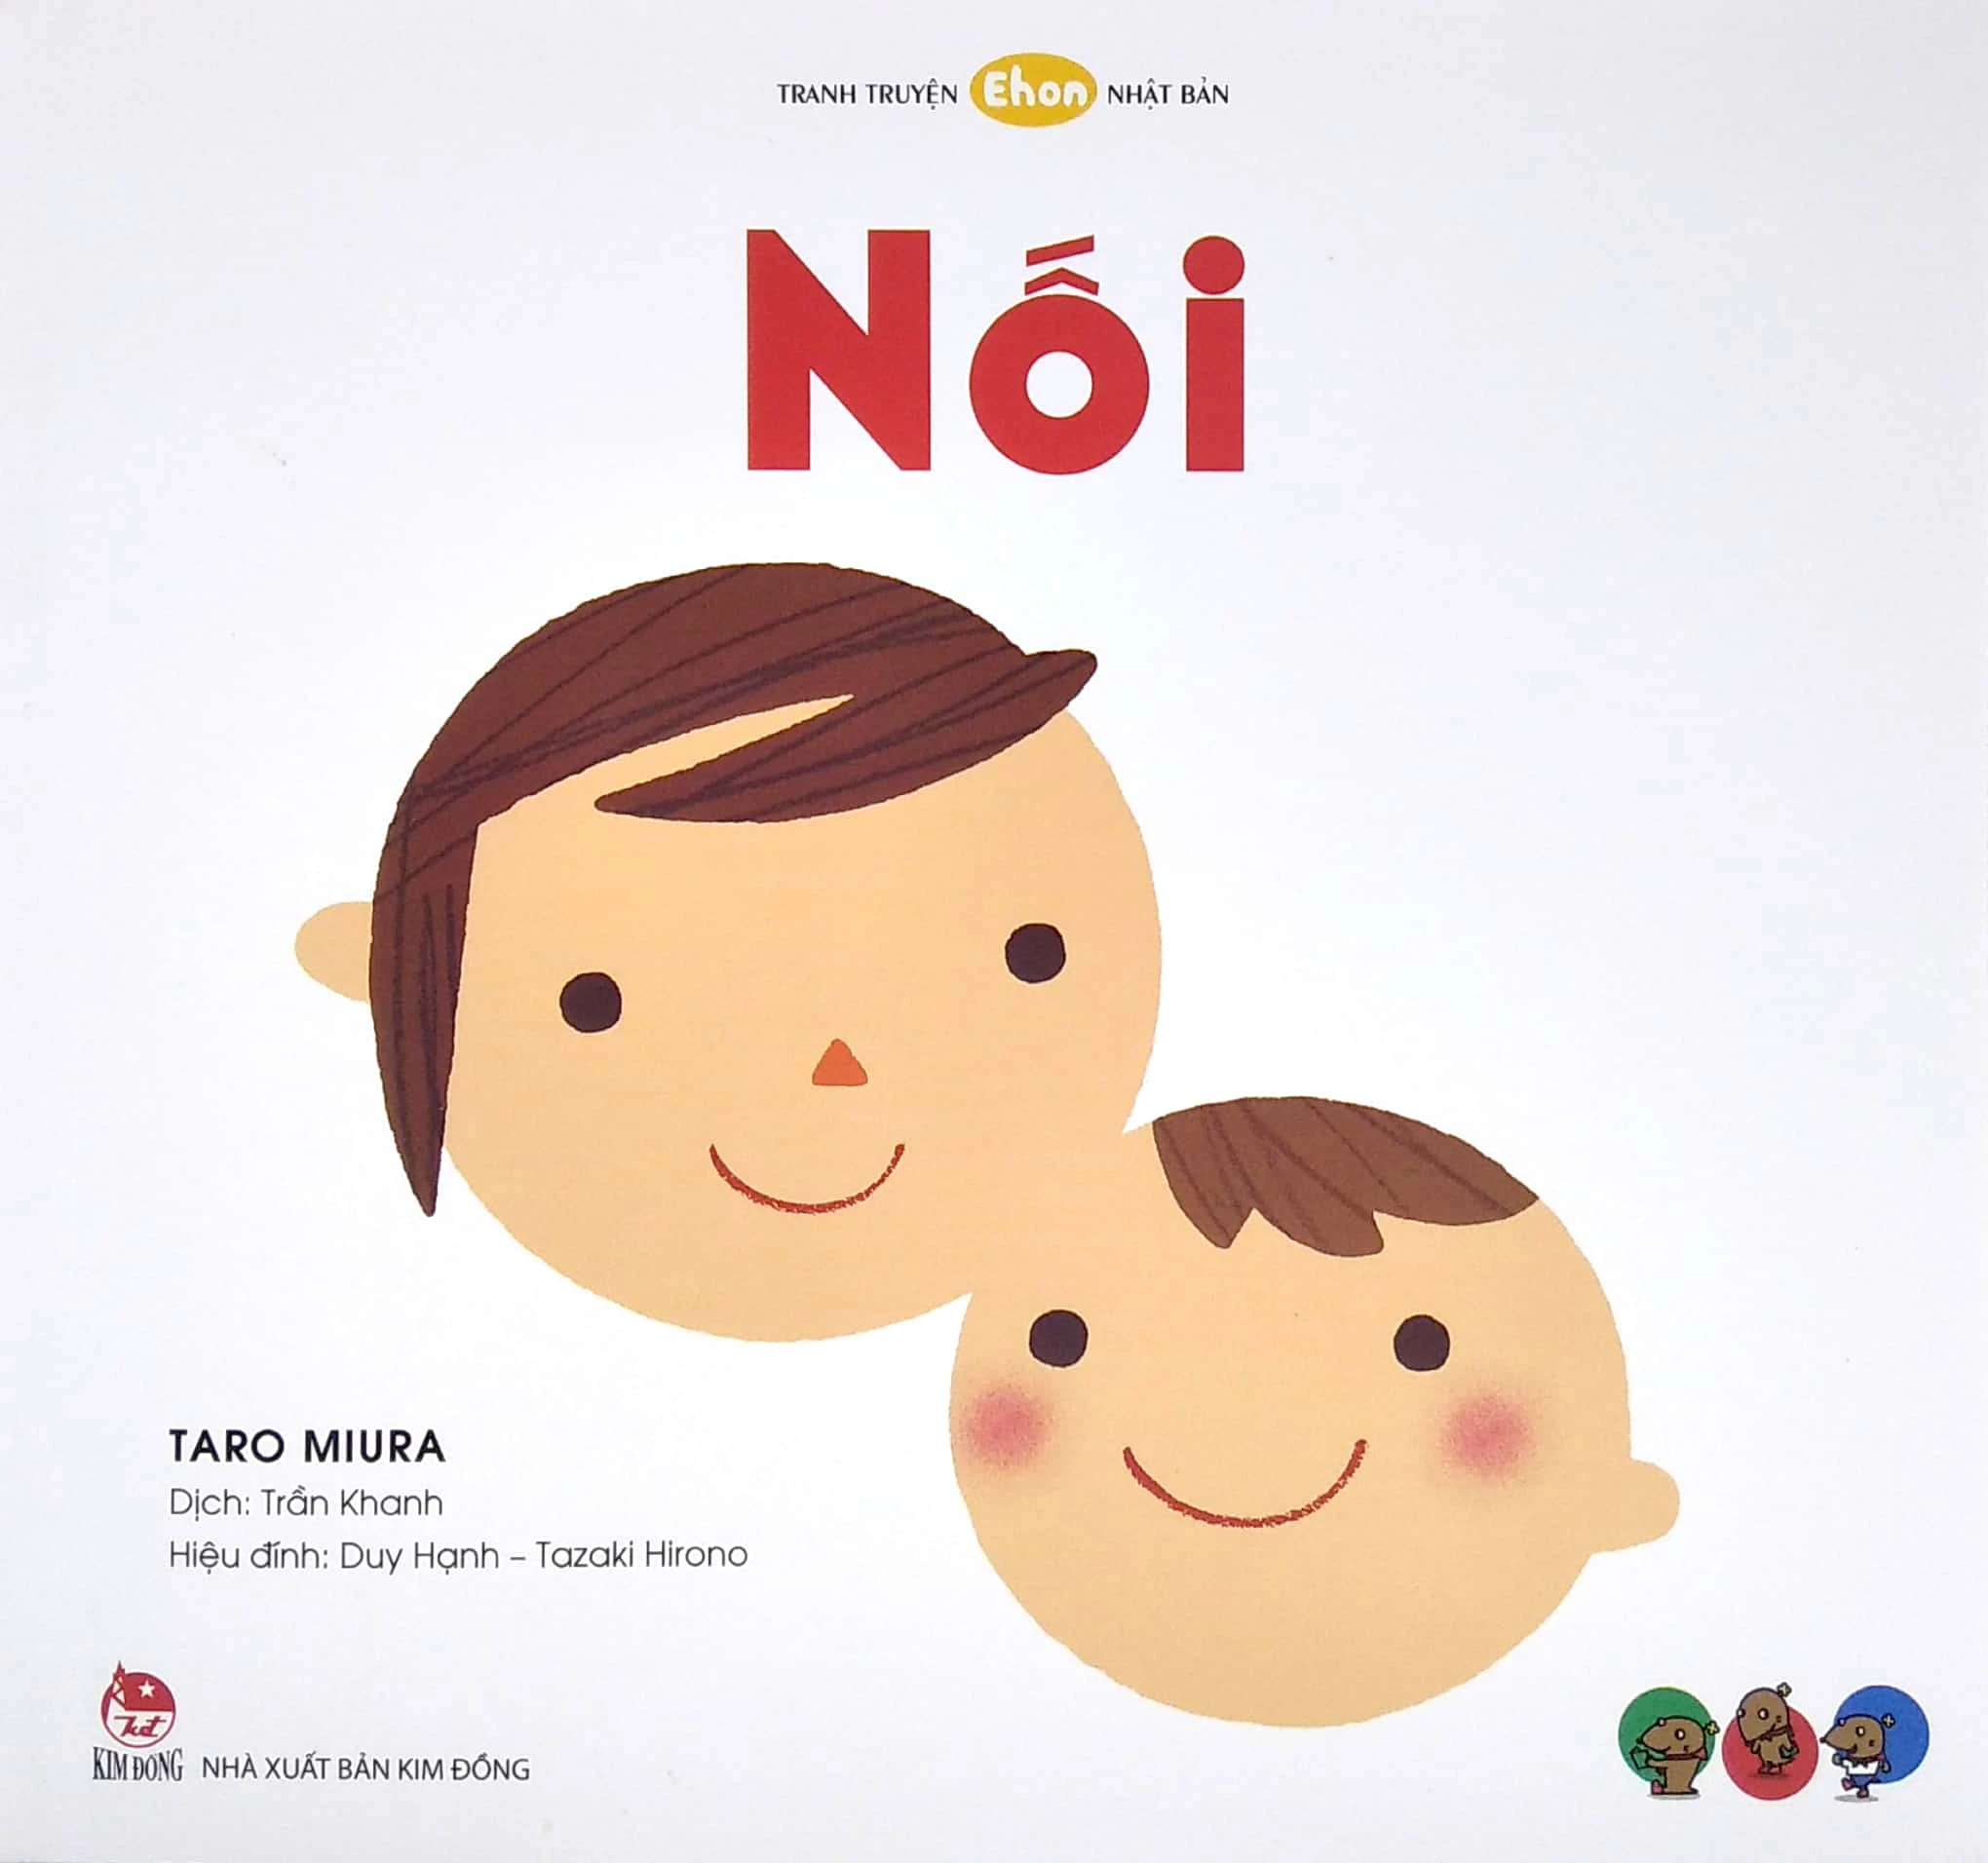 TRANH TRUYỆN Ehon NHẬT BẢN
Nối
TARO MIURA
Dịch: Trần Khanh
Hiệu đính: Duy Hạnh – Tazaki Hirono
KIM ĐỒNG NHÀ XUẤT BẢN KIM ĐỒNG